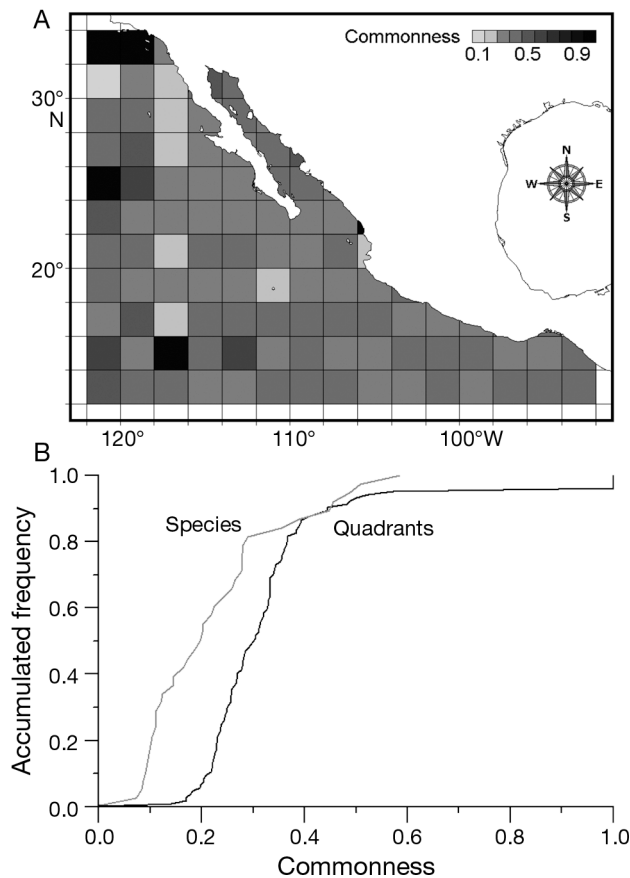 A
Commonness
0.1 0.5 0.9
30°
N
N
W E
S
20°
120° 110° 100°W
B
1.0
Species
Quadrants
0.8
0.6
0.4
0.2
0.0
Accumulated frequency
0.0 0.2 0.4 0.6 0.8 1.0
Commonness